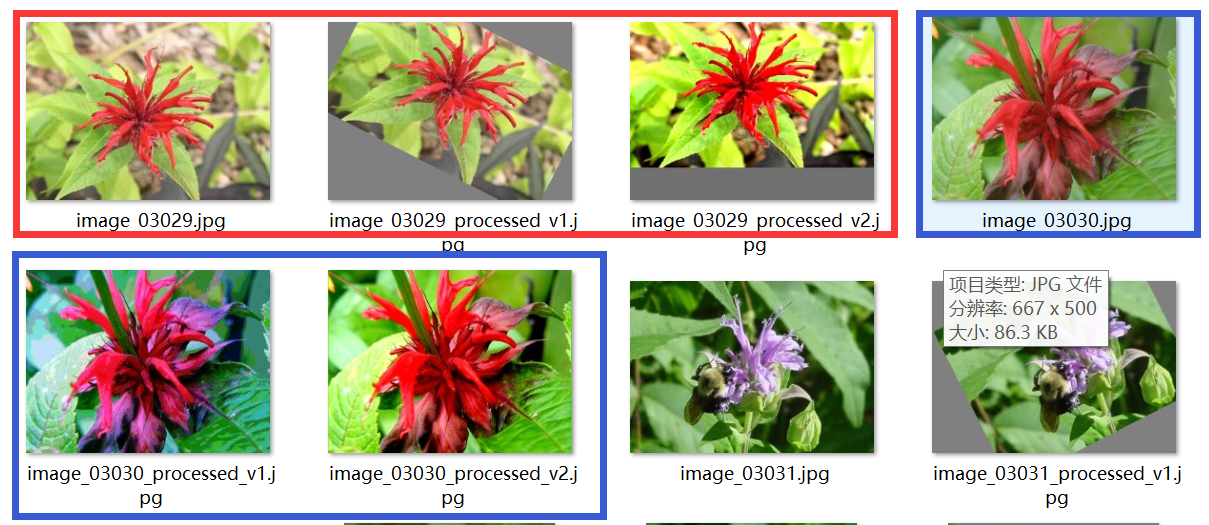 image_03029.jpg
image_03029_processed_v1.j
pg
image_03029_processed_v2.j
pg
image_03030.jpg
image_03030_processed_v1.j
pg
image_03030_processed_v2.j
pg
image_03031.jpg
image_03031_processed_v1.j
pg
项目类型: JPG 文件
分辨率: 667 x 500
大小: 86.3 KB